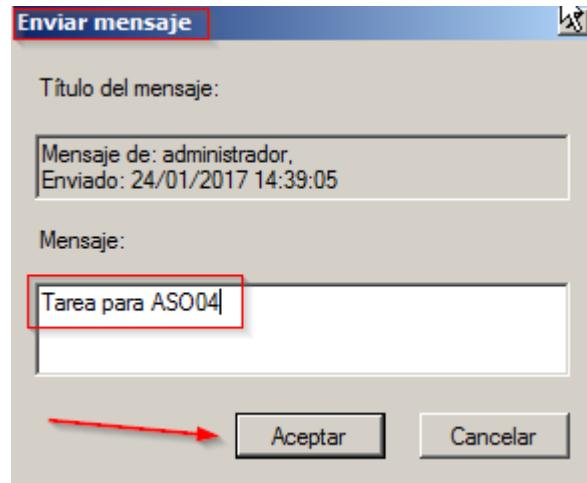 Enviar mensaje
Título del mensaje:
Mensaje de: administrador,
Enviado: 24/01/2017 14:39:05
Mensaje:
Tarea para ASO04
Aceptar
Cancelar